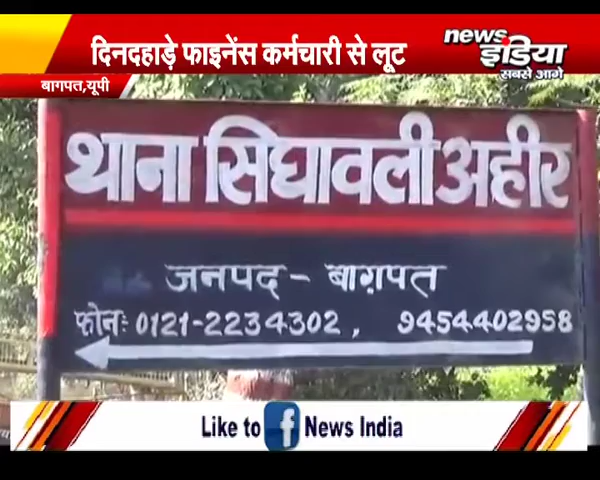 दिनदहाड़े फाइनेंस कर्मचारी से लूट
news
इंडिया
सबसे आगे
बागपत,यूपी
थाना सिघावली अहीर
जनपद - बाग़पत
फोनः 0121-2234302, 9454402958
Like to f News India